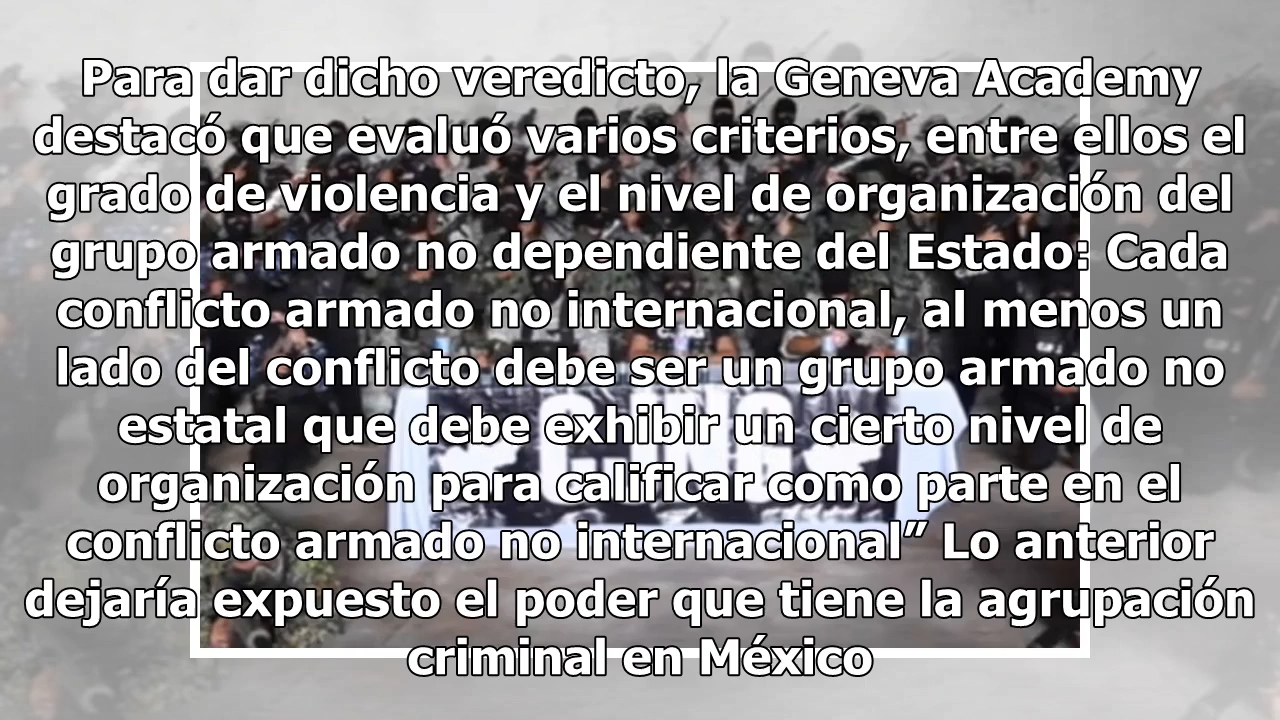 Para dar dicho veredicto, la Geneva Academy
destacó que evaluó varios criterios, entre ellos el
grado de violencia y el nivel de organización del
grupo armado no dependiente del Estado: Cada
conflicto armado no internacional, al menos un
lado del conflicto debe ser un grupo armado no
estatal que debe exhibir un cierto nivel de
organización para calificar como parte en el
conflicto armado no internacional” Lo anterior
dejaría expuesto el poder que tiene la agrupación
criminal en México